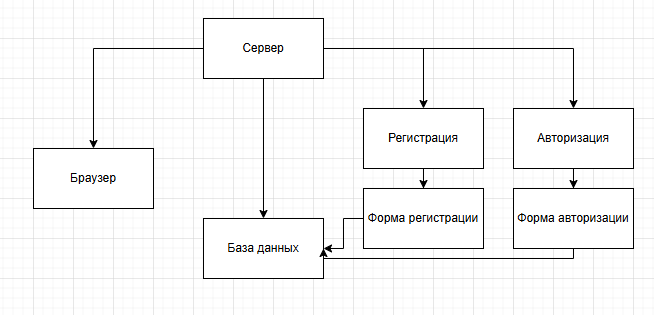 Сервер
Регистрация
Авторизация
Браузер
Форма регистрации
Форма авторизации
База данных